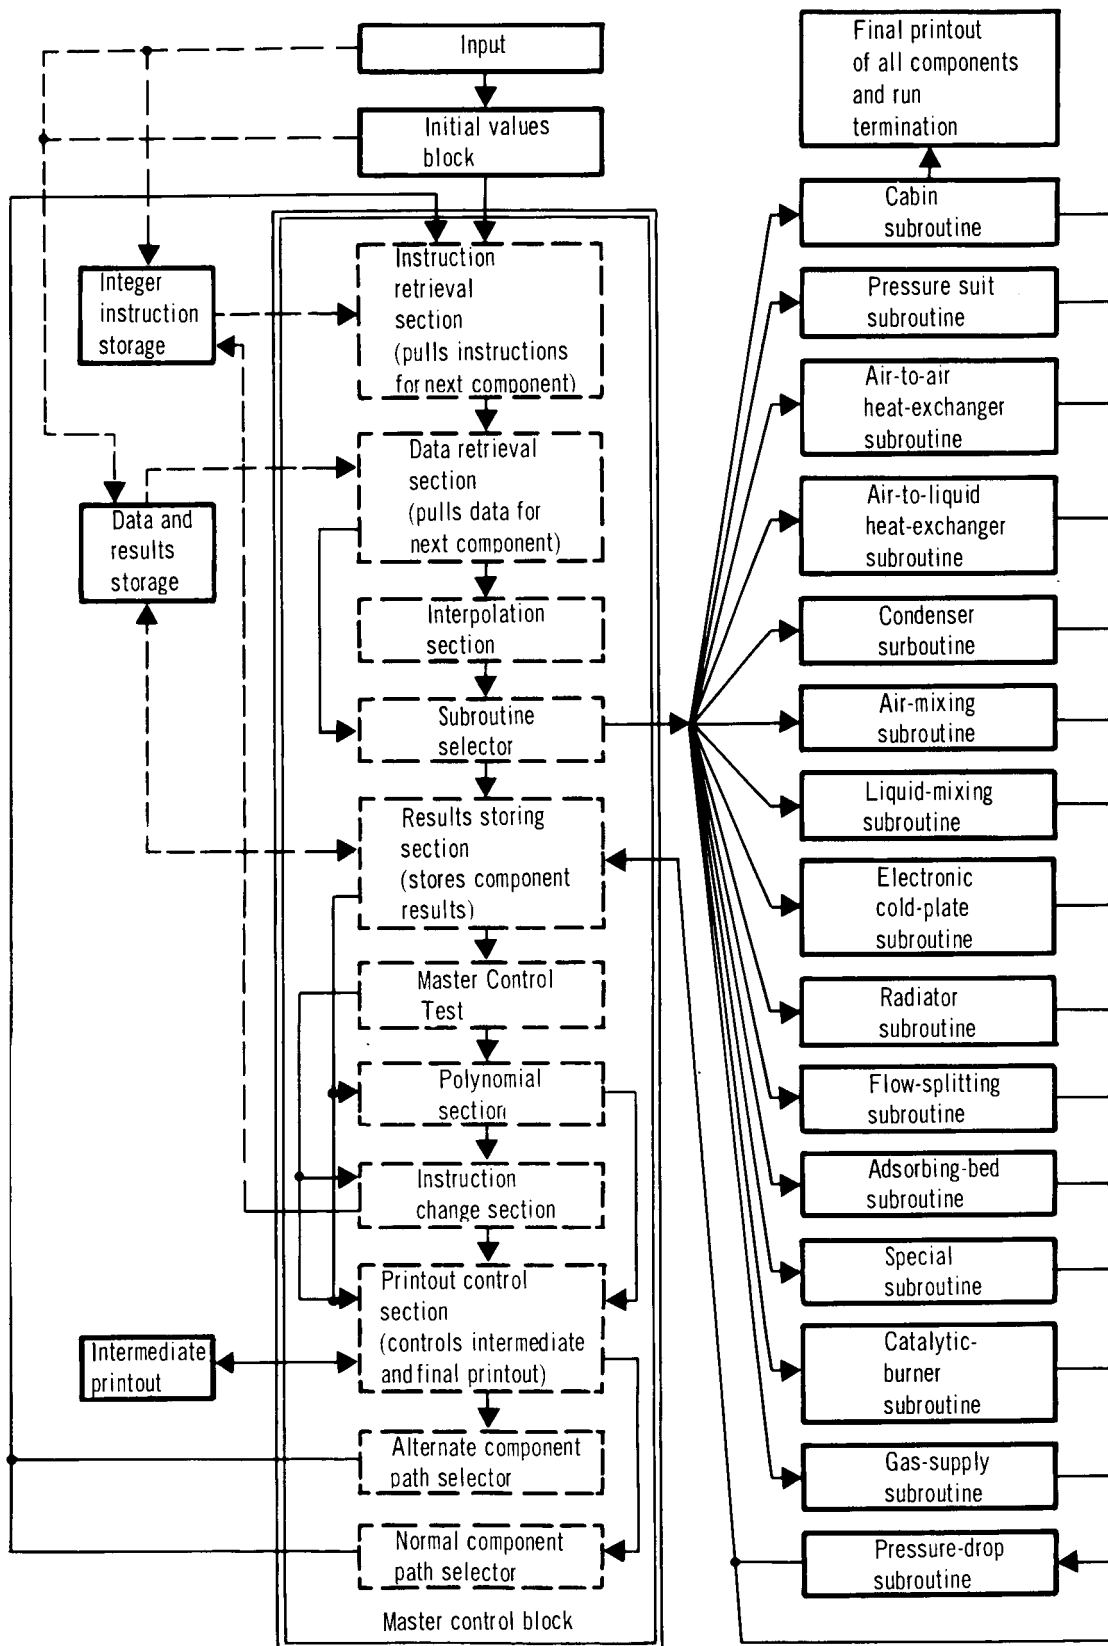 Input
Initial values
block
Integer
instruction
storage
Data and
results
storage
Intermediate
printout
Instruction
retrieval
section
(pulls instructions
for next component)
Data retrieval
section
(pulls data for
next component)
Interpolation
section
Subroutine
selector
Results storing
section
(stores component
results)
Master Control
Test
Polynomial
section
Instruction
change section
Printout control
section
(controls intermediate
and final printout)
Alternate component
path selector
Normal component
path selector
Master control block
Final printout
of all components
and run
termination
Cabin
subroutine
Pressure suit
subroutine
Air-to-air
heat-exchanger
subroutine
Air-to-liquid
heat-exchanger
subroutine
Condenser
surboutine
Air-mixing
subroutine
Liquid-mixing
subroutine
Electronic
cold-plate
subroutine
Radiator
subroutine
Flow-splitting
subroutine
Adsorbing-bed
subroutine
Special
subroutine
Catalytic-
burner
subroutine
Gas-supply
subroutine
Pressure-drop
subroutine